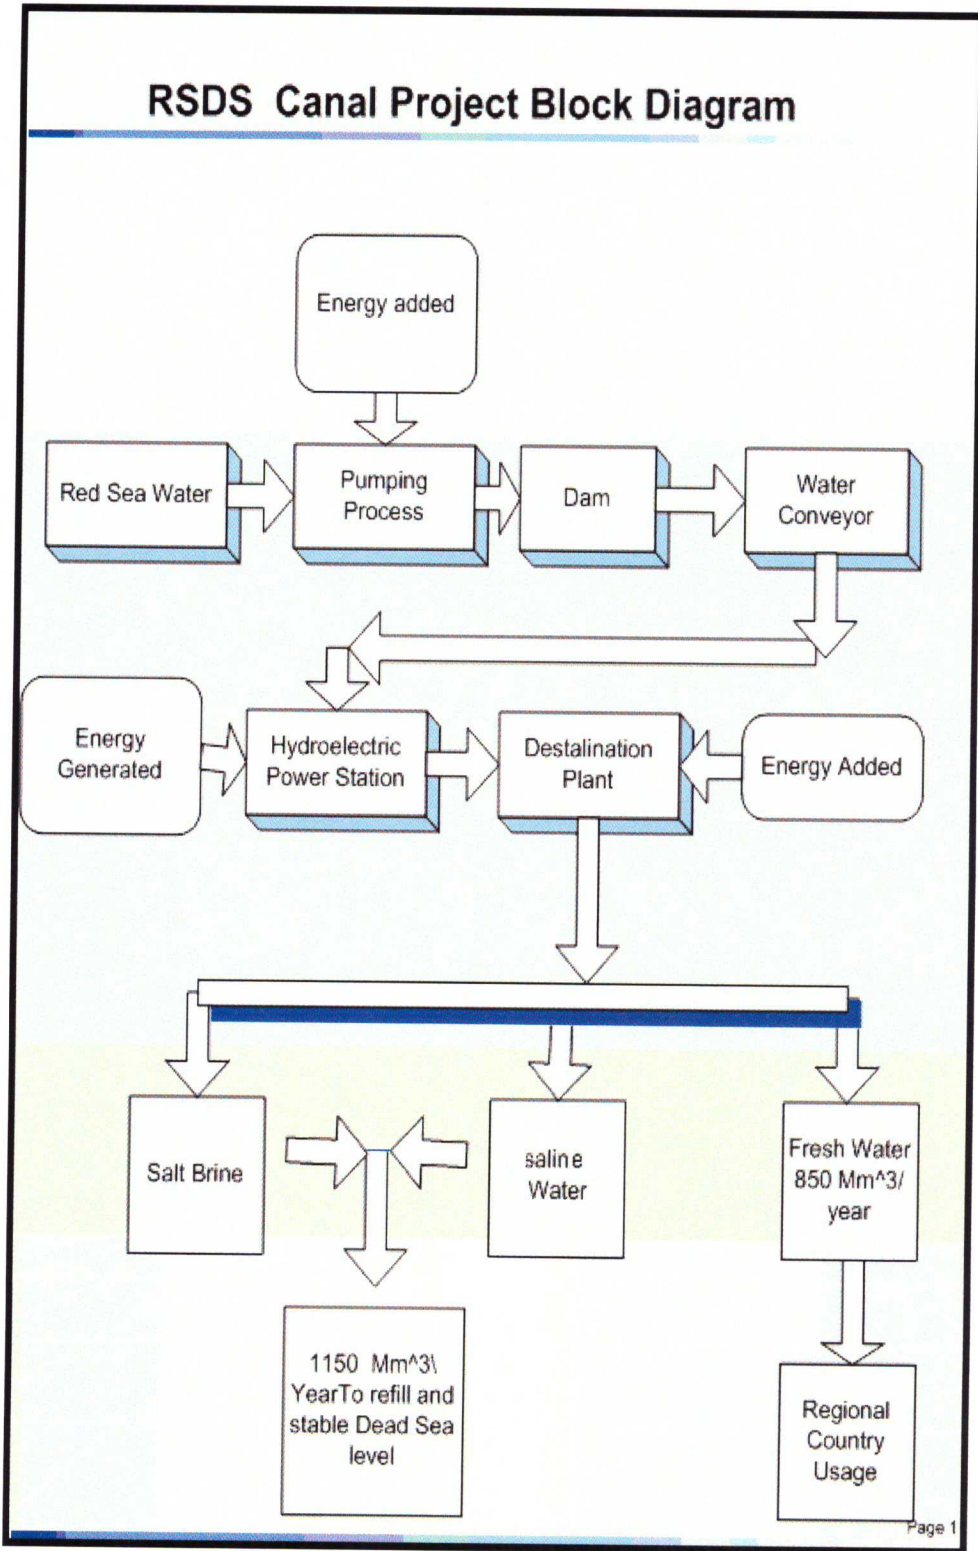 RSDS Canal Project Block Diagram
Energy added
Red Sea Water
Pumping
Process
Dam
Water
Conveyor
Energy
Generated
Hydroelectric
Power Station
Destalination
Plant
Energy Added
Salt Brine
saline
Water
Fresh Water
850 Mm^3/
year
1150 Mm^3\
YearTo refill and
stable Dead Sea
level
Regional
Country
Usage
Page 1